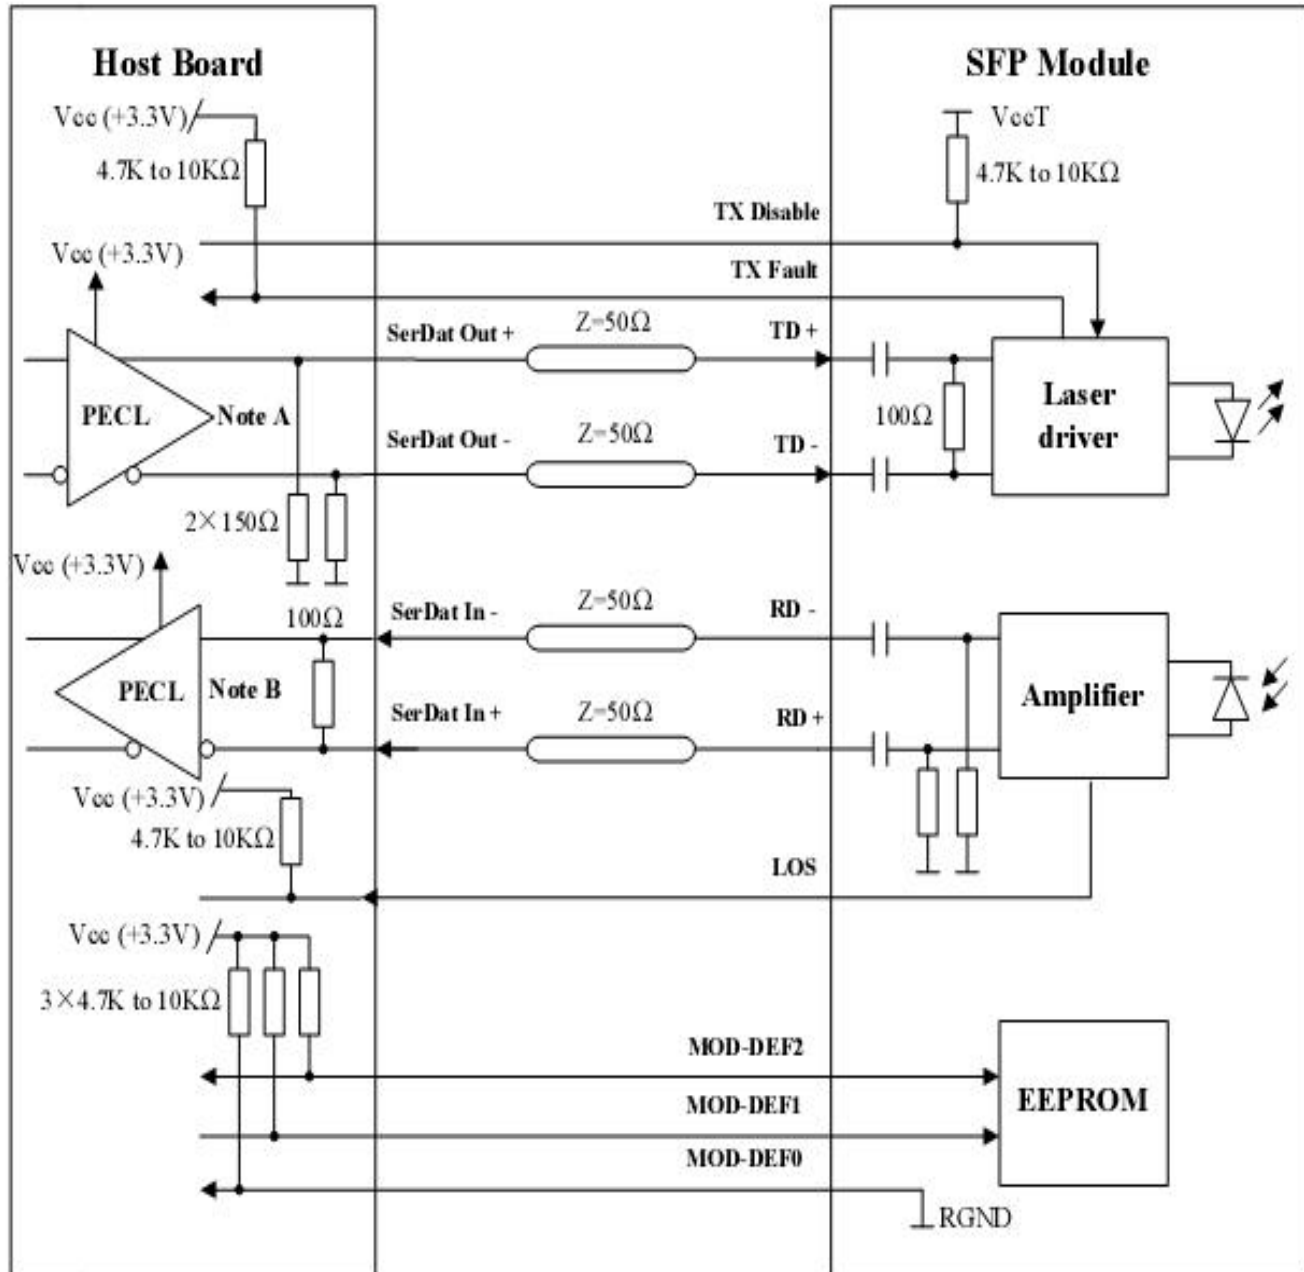 Host Board
SFP Module
Vcc (+3.3V)
VccT
4.7K to 10KΩ
4.7K to 10KΩ
TX Disable
Vcc (+3.3V)
TX Fault
SerDat Out +
Z=50Ω
TD +
PECL
Note A
100Ω
Laser
driver
SerDat Out -
Z=50Ω
TD -
2×150Ω
Vcc (+3.3V)
100Ω
SerDat In -
Z=50Ω
RD -
PECL
Note B
Amplifier
SerDat In +
Z=50Ω
RD +
Vcc (+3.3V)
4.7K to 10KΩ
LOS
Vcc (+3.3V)
3×4.7K to 10KΩ
MOD-DEF2
EEPROM
MOD-DEF1
MOD-DEF0
RGND